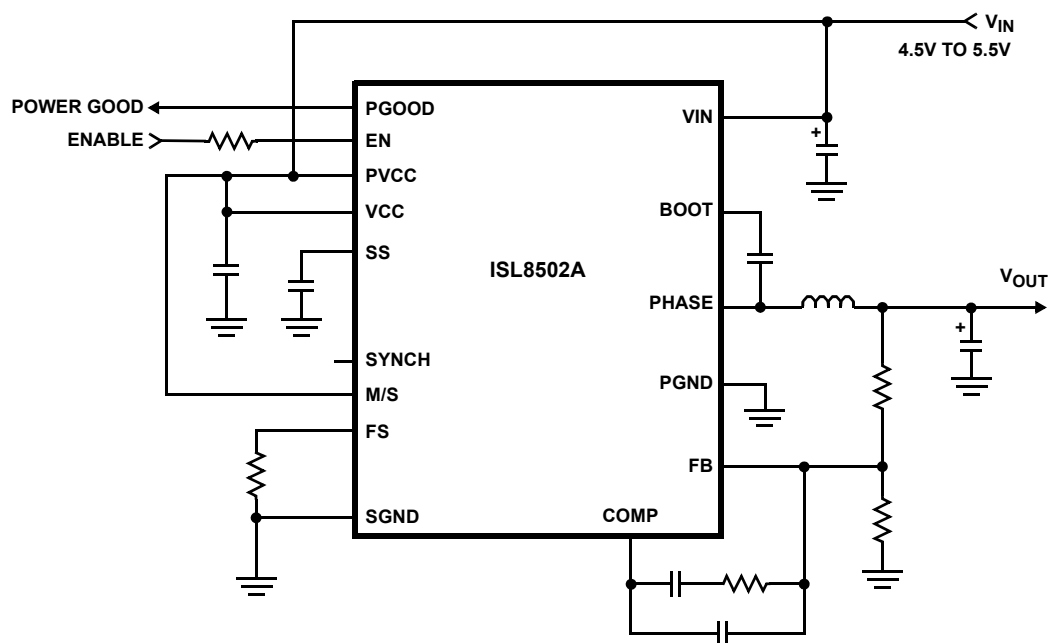 VIN
4.5V TO 5.5V
POWER GOOD
ENABLE
PGOOD
EN
PVCC
VCC
SS
SYNCH
M/S
FS
SGND
ISL8502A
COMP
VIN
BOOT
PHASE
PGND
FB
VOUT
+
+